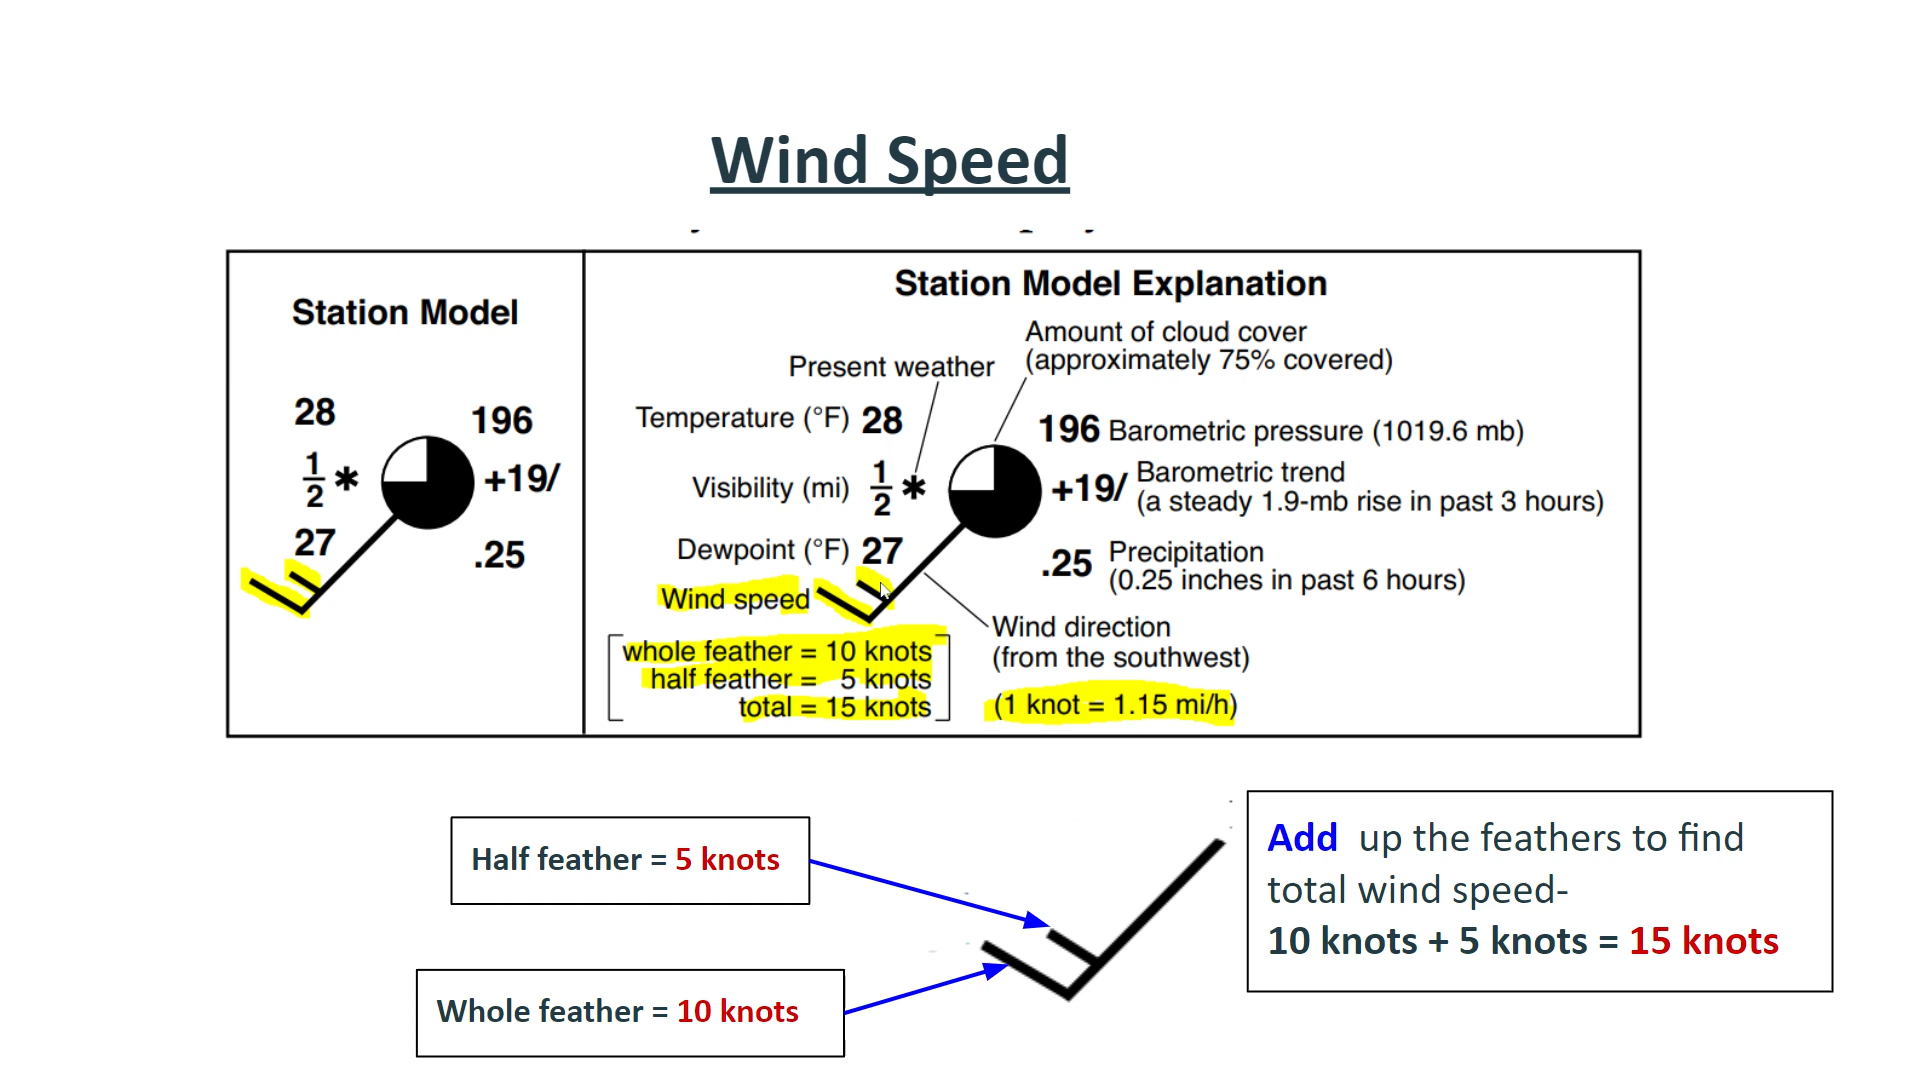 Wind Speed
Station Model
28
196
1/2 *
+19/
27
.25
Station Model Explanation
Amount of cloud cover
(approximately 75% covered)
Present weather
Temperature (°F) 28
196 Barometric pressure (1019.6 mb)
Visibility (mi) 1/2 *
+19/ Barometric trend
(a steady 1.9-mb rise in past 3 hours)
Dewpoint (°F) 27
.25 Precipitation
(0.25 inches in past 6 hours)
Wind speed
whole feather = 10 knots
half feather = 5 knots
total = 15 knots
Wind direction
(from the southwest)
(1 knot = 1.15 mi/h)
Half feather = 5 knots
Whole feather = 10 knots
Add up the feathers to find
total wind speed-
10 knots + 5 knots = 15 knots